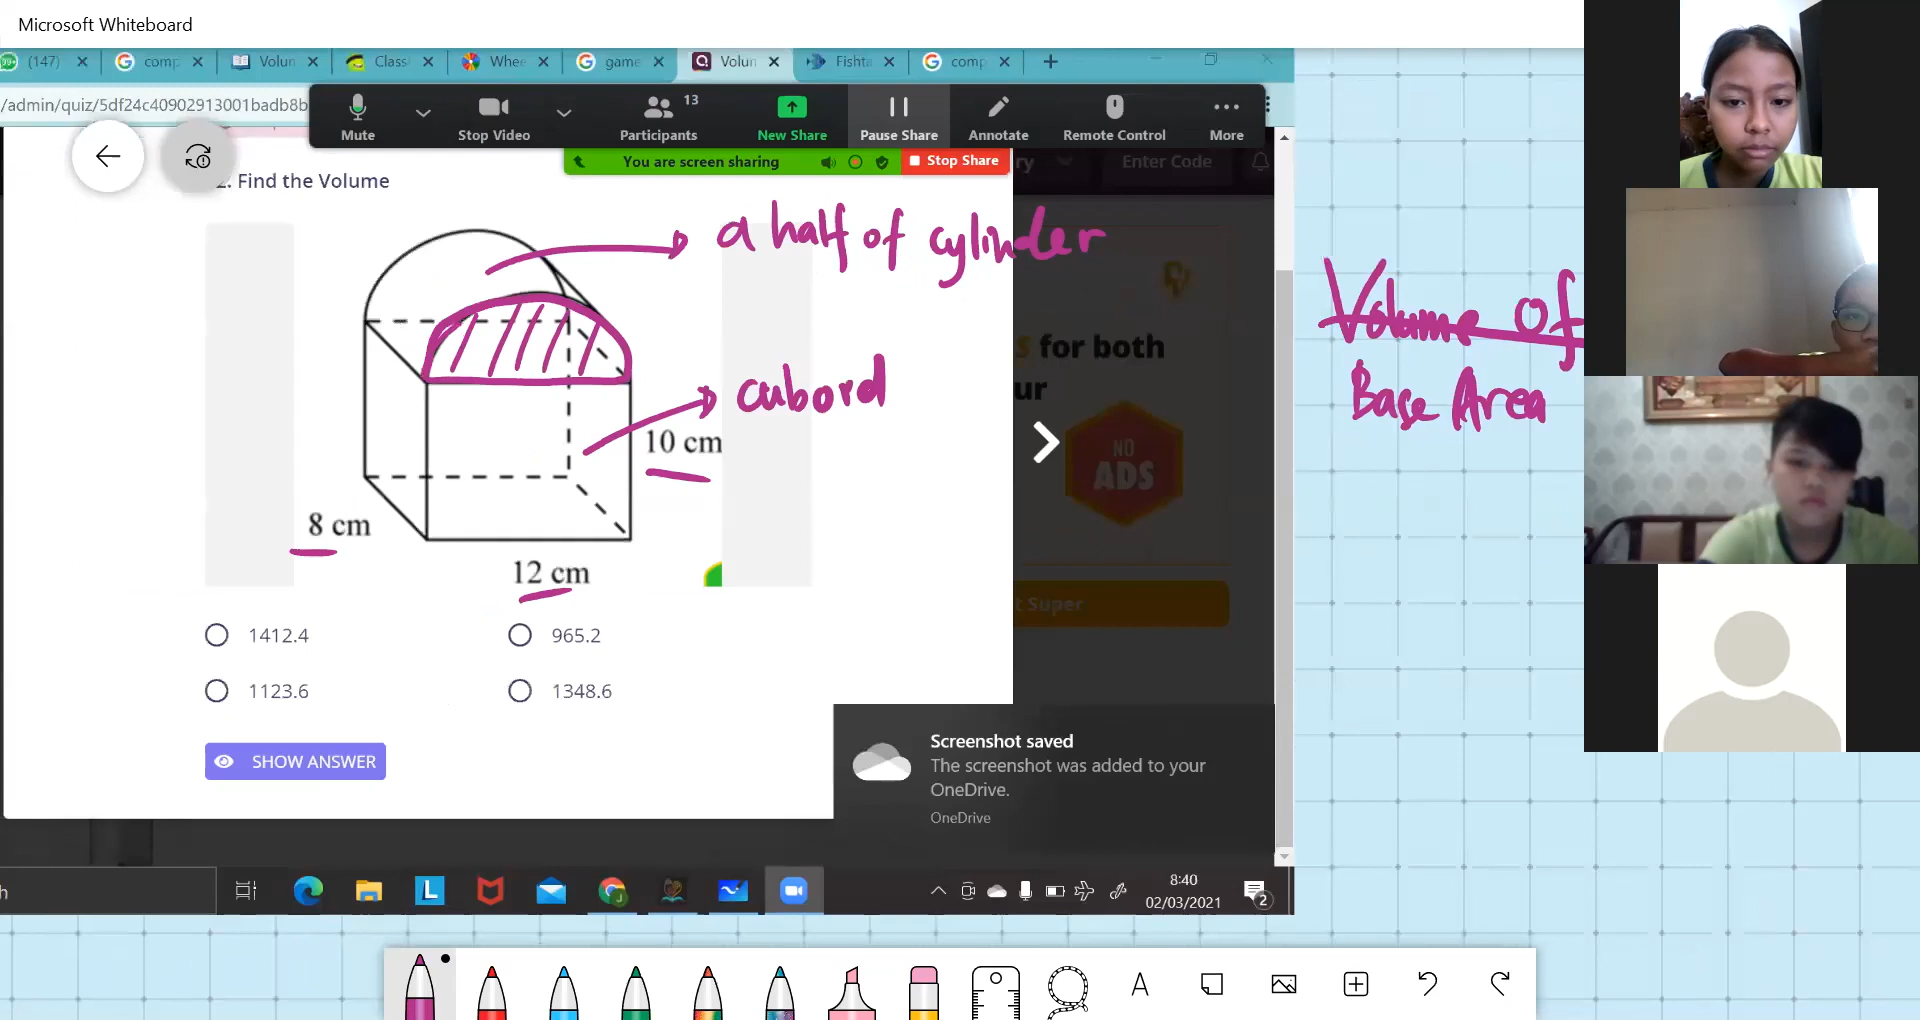 Microsoft Whiteboard
(147)
comp
Volun
Class
Whee
game
Volun
Fishta
comp
/admin/quiz/5df24c40902913001badb8b
Mute
Stop Video
Participants
13
New Share
Pause Share
Annotate
Remote Control
More
You are screen sharing
Stop Share
ry
Enter Code
2. Find the Volume
a half of cylinder
cubord
Volume of
Base Area
S for both
ur
NO
ADS
10 cm
8 cm
12 cm
t Super
1412.4
965.2
1123.6
1348.6
SHOW ANSWER
Screenshot saved
The screenshot was added to your
OneDrive.
OneDrive
h
L
J
8:40
02/03/2021
2
A